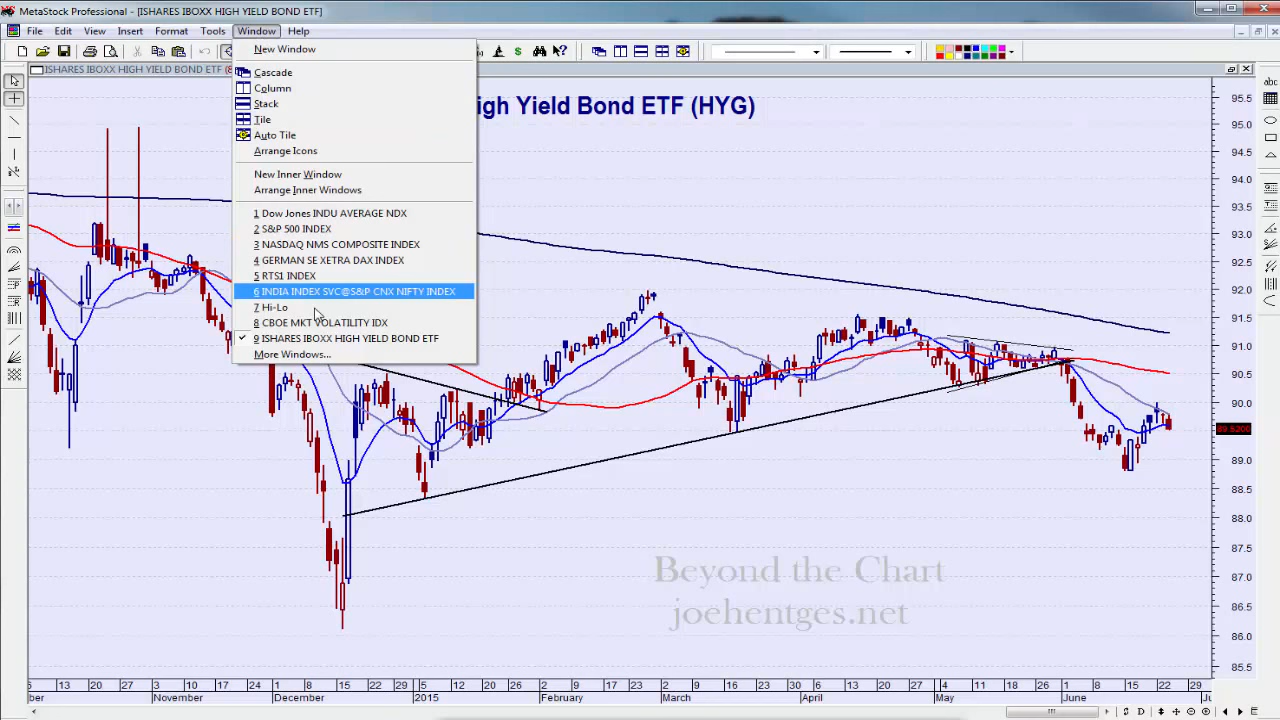 MetaStock Professional - [ISHARES IBOXX HIGH YIELD BOND ETF]
File Edit View Insert Format Tools Window Help
ISHARES IBOXX HIGH YIELD BOND ETF (8
New Window
Cascade
Column
Stack
Tile
Auto Tile
Arrange Icons
New Inner Window
Arrange Inner Windows
1 Dow Jones INDU AVERAGE NDX
2 S&P 500 INDEX
3 NASDAQ NMS COMPOSITE INDEX
4 GERMAN SE XETRA DAX INDEX
5 RTS1 INDEX
6 INDIA INDEX SVC@S&P CNX NIFTY INDEX
7 Hi-Lo
8 CBOE MKT VOLATILITY IDX
9 ISHARES IBOXX HIGH YIELD BOND ETF
More Windows...
igh Yield Bond ETF (HYG)
abc
95.5
95.0
94.5
94.0
93.5
93.0
92.5
92.0
91.5
91.0
90.5
90.0
89.5200
89.0
88.5
88.0
87.5
87.0
86.5
86.0
85.5
Beyond the Chart
joehentges.net
6 13 20 27 3 10 17 24 1 8 15 22 29 5 12 20 26 2 9 17 23 2 9 16 23 30 6 13 20 27 4 11 18 26 1 8 15 22 29
ber November December 2015 February March April May June